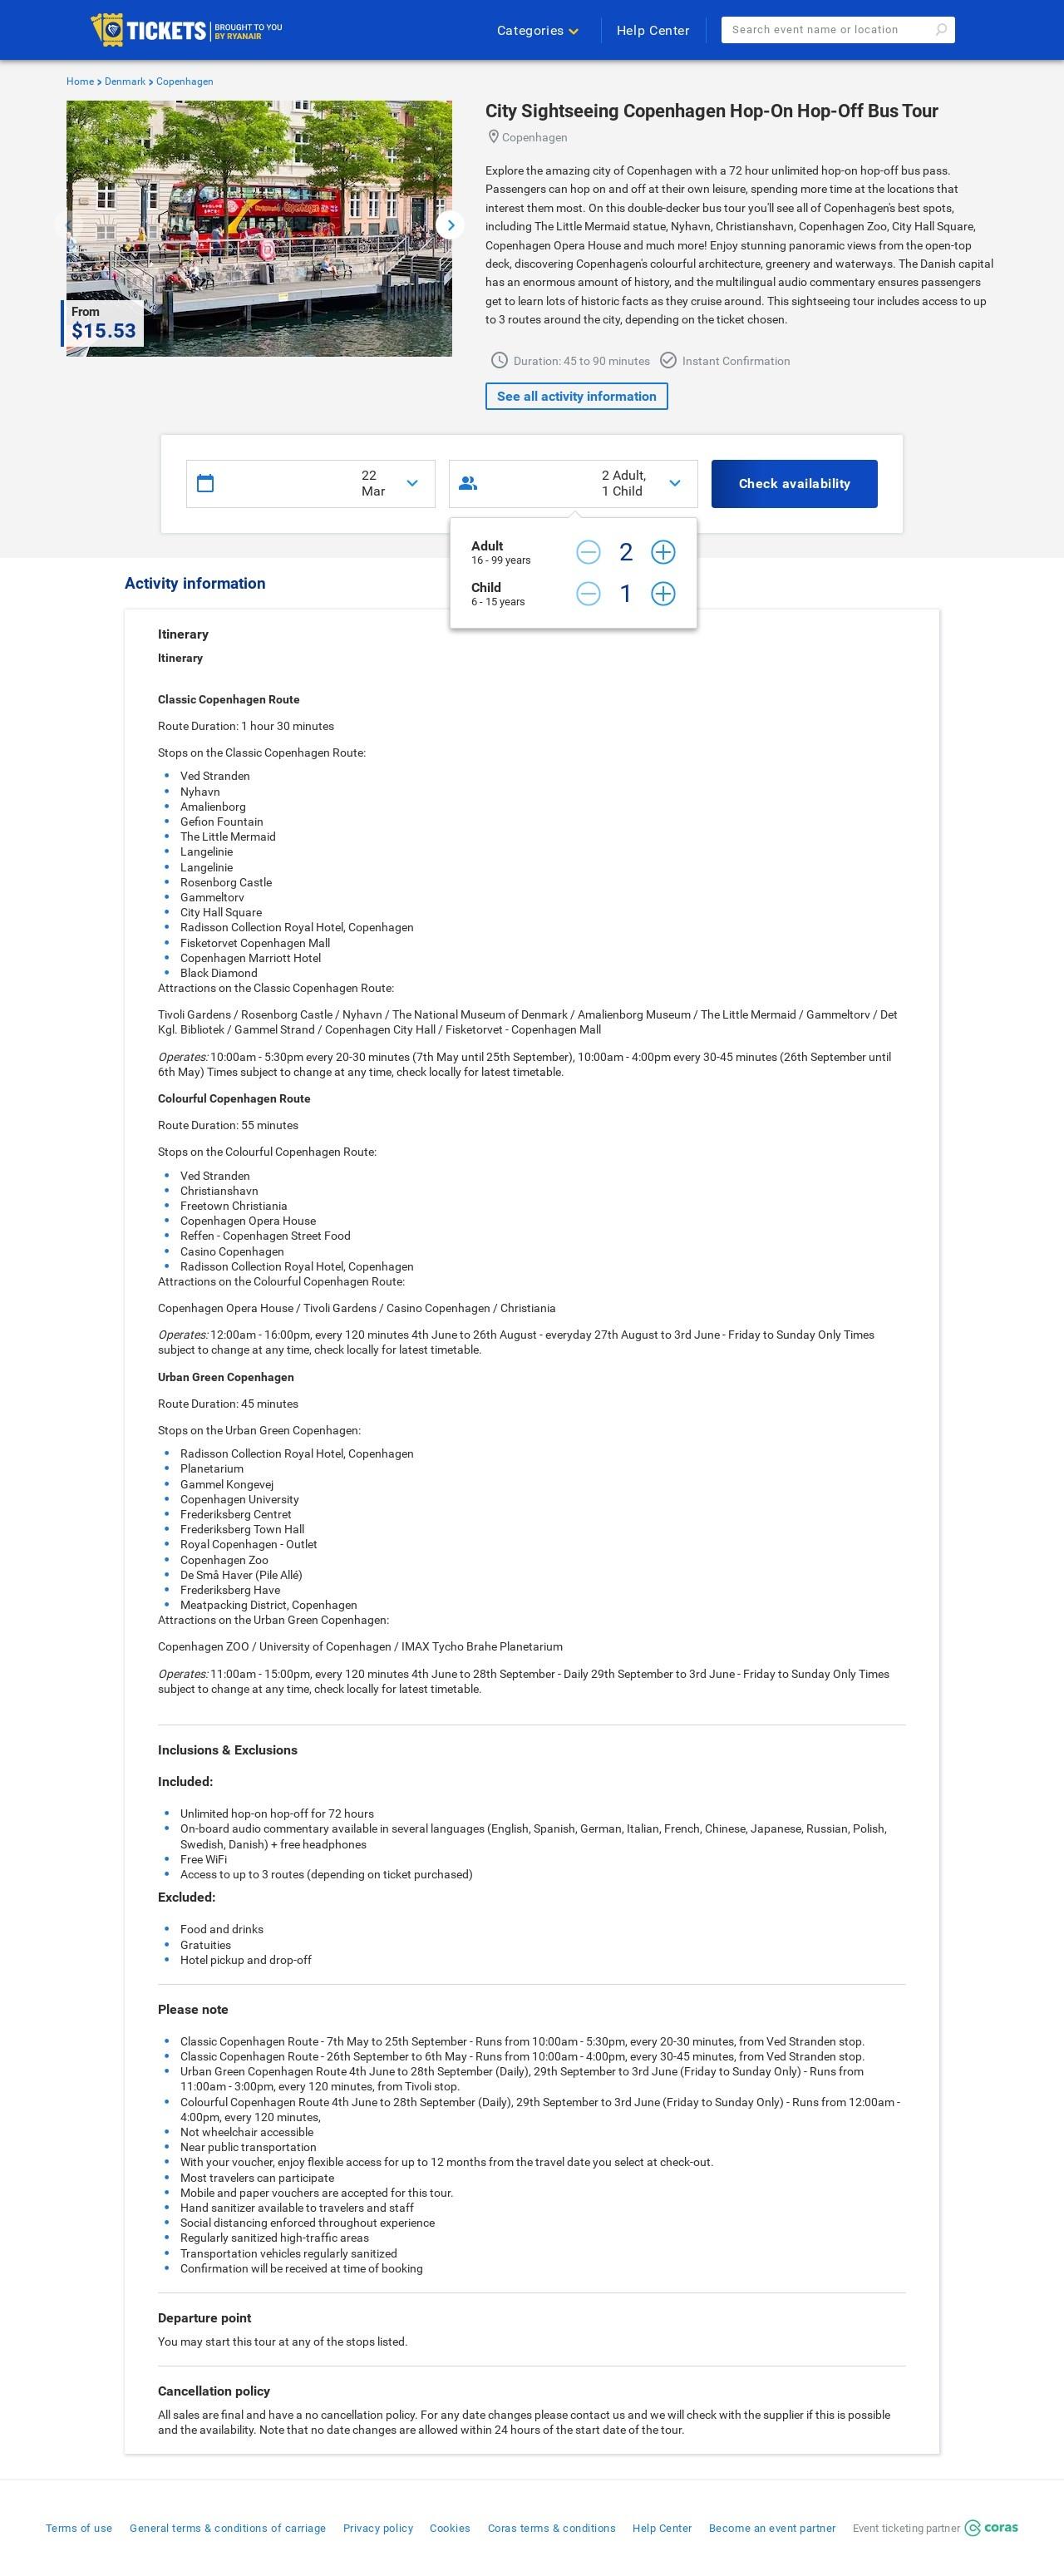 TICKETS
BROUGHT TO YOU
BY RYANAIR
Categories
Help Center
Search event name or location
Home > Denmark > Copenhagen
From
$15.53
City Sightseeing Copenhagen Hop-On Hop-Off Bus Tour
Copenhagen
Explore the amazing city of Copenhagen with a 72 hour unlimited hop-on hop-off bus pass.
Passengers can hop on and off at their own leisure, spending more time at the locations that
interest them most. On this double-decker bus tour you'll see all of Copenhagen's best spots,
including The Little Mermaid statue, Nyhavn, Christianshavn, Copenhagen Zoo, City Hall Square,
Copenhagen Opera House and much more! Enjoy stunning panoramic views from the open-top
deck, discovering Copenhagen's colourful architecture, greenery and waterways. The Danish capital
has an enormous amount of history, and the multilingual audio commentary ensures passengers
get to learn lots of historic facts as they cruise around. This sightseeing tour includes access to up
to 3 routes around the city, depending on the ticket chosen.
Duration: 45 to 90 minutes
Instant Confirmation
See all activity information
22
Mar
2 Adult,
1 Child
Check availability
Adult
16 - 99 years
2
Child
6 - 15 years
1
Activity information
Itinerary
Itinerary
Classic Copenhagen Route
Route Duration: 1 hour 30 minutes
Stops on the Classic Copenhagen Route:
Ved Stranden
Nyhavn
Amalienborg
Gefion Fountain
The Little Mermaid
Langelinie
Langelinie
Rosenborg Castle
Gammeltorv
City Hall Square
Radisson Collection Royal Hotel, Copenhagen
Fisketorvet Copenhagen Mall
Copenhagen Marriott Hotel
Black Diamond
Attractions on the Classic Copenhagen Route:
Tivoli Gardens / Rosenborg Castle / Nyhavn / The National Museum of Denmark / Amalienborg Museum / The Little Mermaid / Gammeltorv / Det
Kgl. Bibliotek / Gammel Strand / Copenhagen City Hall / Fisketorvet - Copenhagen Mall
Operates: 10:00am - 5:30pm every 20-30 minutes (7th May until 25th September), 10:00am - 4:00pm every 30-45 minutes (26th September until
6th May) Times subject to change at any time, check locally for latest timetable.
Colourful Copenhagen Route
Route Duration: 55 minutes
Stops on the Colourful Copenhagen Route:
Ved Stranden
Christianshavn
Freetown Christiania
Copenhagen Opera House
Reffen - Copenhagen Street Food
Casino Copenhagen
Radisson Collection Royal Hotel, Copenhagen
Attractions on the Colourful Copenhagen Route:
Copenhagen Opera House / Tivoli Gardens / Casino Copenhagen / Christiania
Operates: 12:00am - 16:00pm, every 120 minutes 4th June to 26th August - everyday 27th August to 3rd June - Friday to Sunday Only Times
subject to change at any time, check locally for latest timetable.
Urban Green Copenhagen
Route Duration: 45 minutes
Stops on the Urban Green Copenhagen:
Radisson Collection Royal Hotel, Copenhagen
Planetarium
Gammel Kongevej
Copenhagen University
Frederiksberg Centret
Frederiksberg Town Hall
Royal Copenhagen - Outlet
Copenhagen Zoo
De Små Haver (Pile Allé)
Frederiksberg Have
Meatpacking District, Copenhagen
Attractions on the Urban Green Copenhagen:
Copenhagen ZOO / University of Copenhagen / IMAX Tycho Brahe Planetarium
Operates: 11:00am - 15:00pm, every 120 minutes 4th June to 28th September - Daily 29th September to 3rd June - Friday to Sunday Only Times
subject to change at any time, check locally for latest timetable.
Inclusions & Exclusions
Included:
Unlimited hop-on hop-off for 72 hours
On-board audio commentary available in several languages (English, Spanish, German, Italian, French, Chinese, Japanese, Russian, Polish,
Swedish, Danish) + free headphones
Free WiFi
Access to up to 3 routes (depending on ticket purchased)
Excluded:
Food and drinks
Gratuities
Hotel pickup and drop-off
Please note
Classic Copenhagen Route - 7th May to 25th September - Runs from 10:00am - 5:30pm, every 20-30 minutes, from Ved Stranden stop.
Classic Copenhagen Route - 26th September to 6th May - Runs from 10:00am - 4:00pm, every 30-45 minutes, from Ved Stranden stop.
Urban Green Copenhagen Route 4th June to 28th September (Daily), 29th September to 3rd June (Friday to Sunday Only) - Runs from
11:00am - 3:00pm, every 120 minutes, from Tivoli stop.
Colourful Copenhagen Route 4th June to 28th September (Daily), 29th September to 3rd June (Friday to Sunday Only) - Runs from 12:00am -
4:00pm, every 120 minutes,
Not wheelchair accessible
Near public transportation
With your voucher, enjoy flexible access for up to 12 months from the travel date you select at check-out.
Most travelers can participate
Mobile and paper vouchers are accepted for this tour.
Hand sanitizer available to travelers and staff
Social distancing enforced throughout experience
Regularly sanitized high-traffic areas
Transportation vehicles regularly sanitized
Confirmation will be received at time of booking
Departure point
You may start this tour at any of the stops listed.
Cancellation policy
All sales are final and have a no cancellation policy. For any date changes please contact us and we will check with the supplier if this is possible
and the availability. Note that no date changes are allowed within 24 hours of the start date of the tour.
Terms of use
General terms & conditions of carriage
Privacy policy
Cookies
Coras terms & conditions
Help Center
Become an event partner
Event ticketing partner
coras